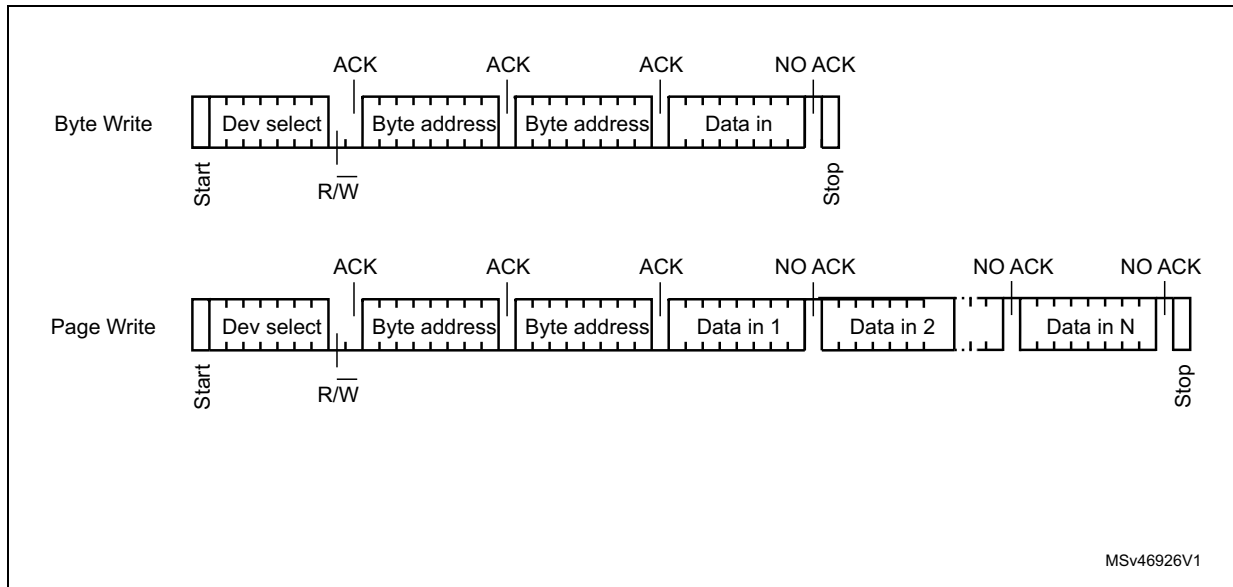 ACK ACK ACK NO ACK
Byte Write Dev select Byte address Byte address Data in
Start R/W̅ Stop
ACK ACK ACK NO ACK NO ACK NO ACK
Page Write Dev select Byte address Byte address Data in 1 Data in 2 Data in N
Start R/W̅ Stop
MSv46926V1